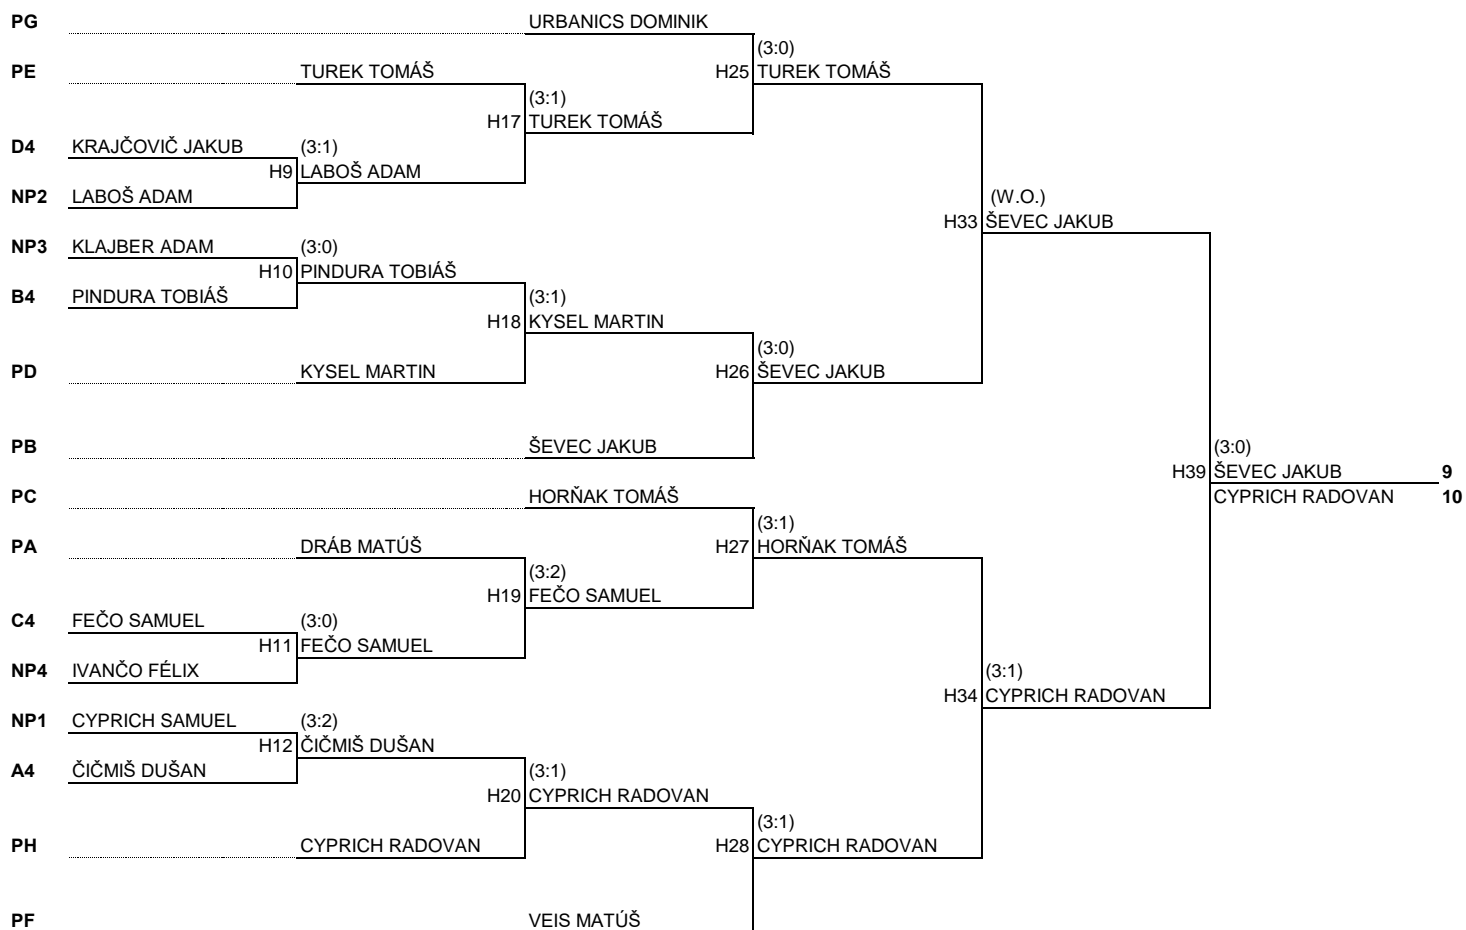 PG URBANICS DOMINIK
(3:0)
PE TUREK TOMÁŠ H25 TUREK TOMÁŠ
(3:1)
H17 TUREK TOMÁŠ
D4 KRAJČOVIČ JAKUB (3:1)
H9 LABOŠ ADAM
NP2 LABOŠ ADAM (W.O.)
H33 ŠEVEC JAKUB
NP3 KLAJBER ADAM (3:0)
H10 PINDURA TOBIÁŠ
B4 PINDURA TOBIÁŠ (3:1)
H18 KYSEL MARTIN
(3:0)
PD KYSEL MARTIN H26 ŠEVEC JAKUB
PB ŠEVEC JAKUB (3:0)
H39 ŠEVEC JAKUB 9
PC HORŇAK TOMÁŠ CYPRICH RADOVAN 10
(3:1)
PA DRÁB MATÚŠ H27 HORŇAK TOMÁŠ
(3:2)
H19 FEČO SAMUEL
C4 FEČO SAMUEL (3:0)
H11 FEČO SAMUEL
NP4 IVANČO FÉLIX (3:1)
H34 CYPRICH RADOVAN
NP1 CYPRICH SAMUEL (3:2)
H12 ČIČMIŠ DUŠAN
A4 ČIČMIŠ DUŠAN (3:1)
H20 CYPRICH RADOVAN
(3:1)
PH CYPRICH RADOVAN H28 CYPRICH RADOVAN
PF VEIS MATÚŠ